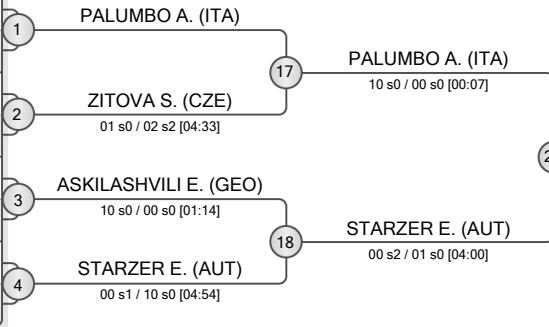 1
PALUMBO A. (ITA)
17
PALUMBO A. (ITA)
10 s0 / 00 s0 [00:07]
2
ZITOVA S. (CZE)
01 s0 / 02 s2 [04:33]
3
ASKILASHVILI E. (GEO)
10 s0 / 00 s0 [01:14]
18
STARZER E. (AUT)
00 s2 / 01 s0 [04:00]
4
STARZER E. (AUT)
00 s1 / 10 s0 [04:54]